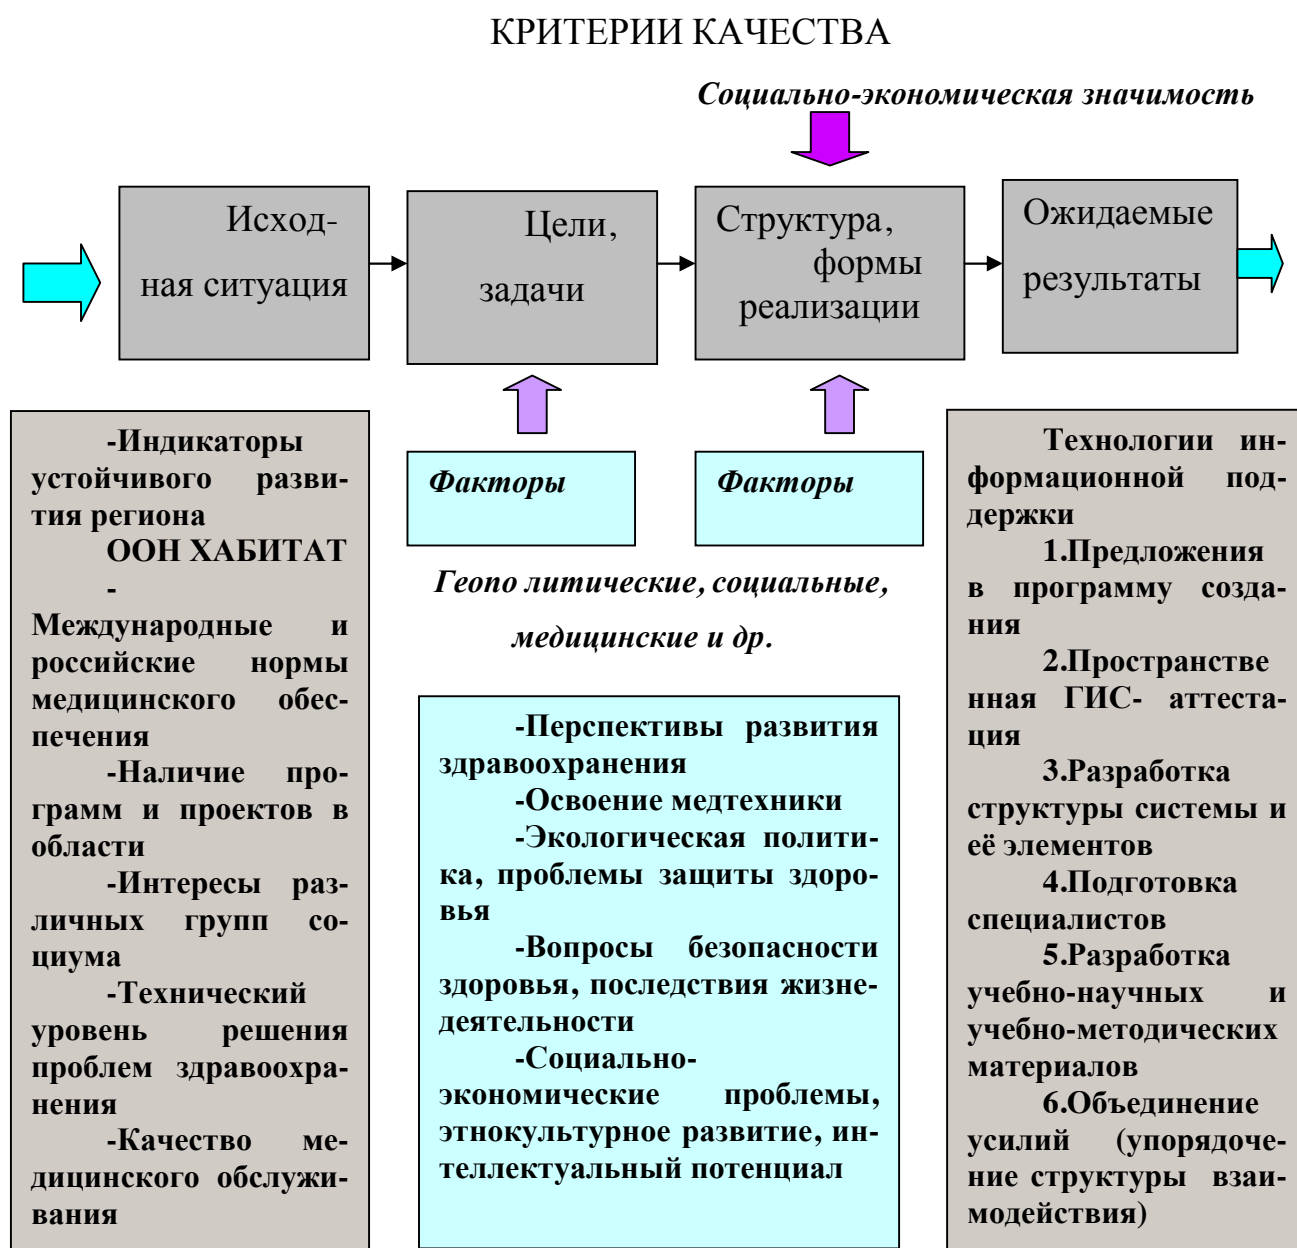 КРИТЕРИИ КАЧЕСТВА
Социально-экономическая значимость
Исход-
ная ситуация
Цели,
задачи
Структура,
формы
реализации
Ожидаемые
результаты
-Индикаторы
устойчивого разви-
тия региона
ООН ХАБИТАТ
-
Международные и
российские нормы
медицинского обес-
печения
-Наличие про-
грамм и проектов в
области
-Интересы раз-
личных групп со-
циума
-Технический
уровень решения
проблем здравоохра-
нения
-Качество ме-
дицинского обслужи-
вания
Факторы
Факторы
Геопо литические, социальные,
медицинские и др.
-Перспективы развития
здравоохранения
-Освоение медтехники
-Экологическая полити-
ка, проблемы защиты здоро-
вья
-Вопросы безопасности
здоровья, последствия жизне-
деятельности
-Социально-
экономические проблемы,
этнокультурное развитие, ин-
теллектуальный потенциал
Технологии ин-
формационной под-
держки
1.Предложения
в программу созда-
ния
2.Пространстве
нная ГИС- аттеста-
ция
3.Разработка
структуры системы и
её элементов
4.Подготовка
специалистов
5.Разработка
учебно-научных и
учебно-методических
материалов
6.Объединение
усилий (упорядоче-
ние структуры взаи-
модействия)